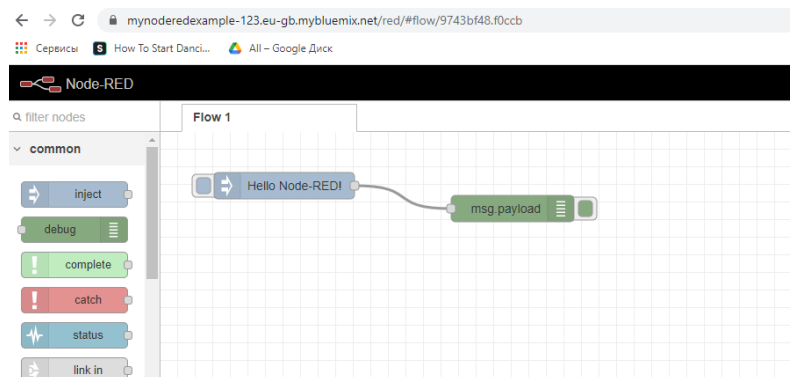 mynoderedexample-123.eu-gb.mybluemix.net/red/#flow/9743bf48.f0ccb
Сервисы S How To Start Danci... All – Google Диск
Node-RED
filter nodes
Flow 1
common
Hello Node-RED!
inject
msg.payload
debug
complete
catch
status
link in